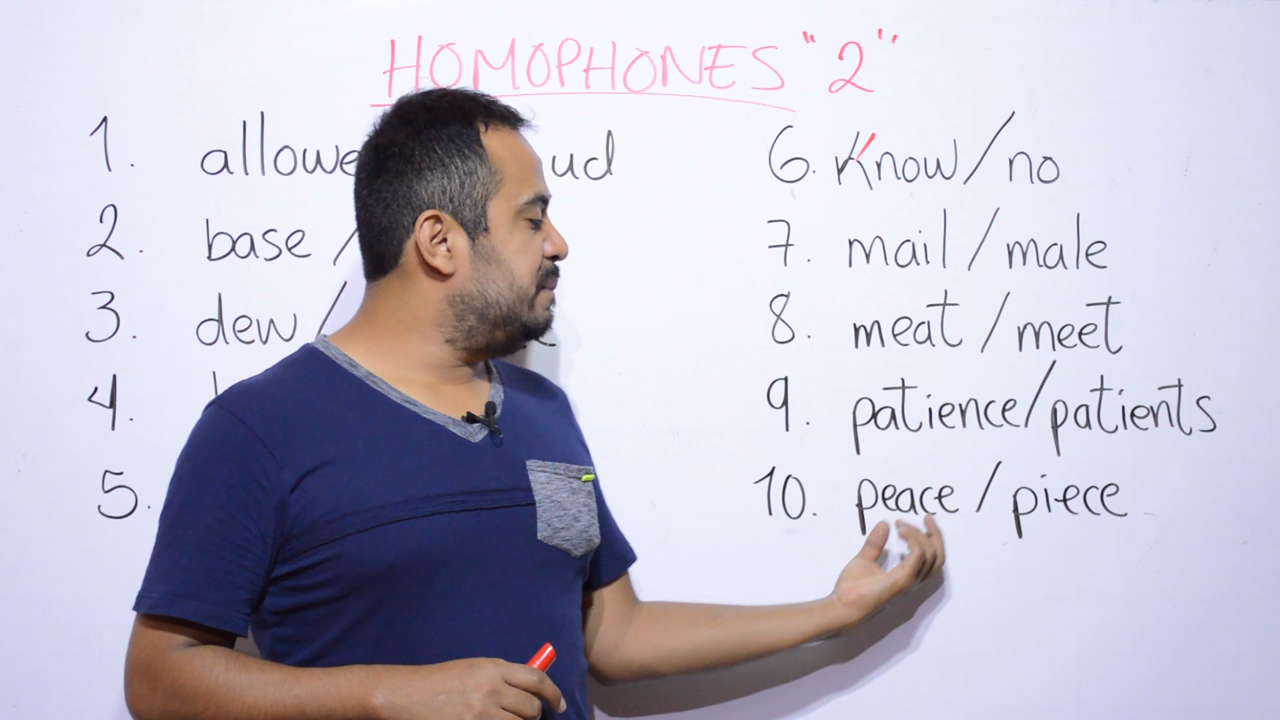 HOMOPHONES "2"
1. allowe ud
2. base /
3. dew /
4.
5.
6. Know / no
7. mail / male
8. meat / meet
9. patience / patients
10. peace / piece